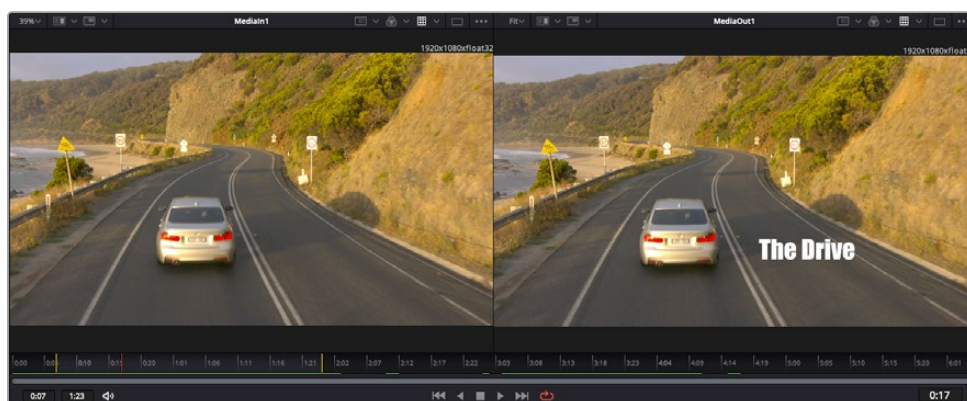 39%
MediaIn1
Fit
MediaOut1
1920x1080xfloat32
1920x1080xfloat
The Drive
0:00 0:10 0:20 1:01 1:06 1:11 1:16 1:21 2:02 2:07 2:12 2:17 2:22 3:03 3:08 3:13 3:18 3:23 4:04 4:09 4:14 4:19 5:00 5:05 5:10 5:15 5:20 6:01
0:07 1:23 0:17